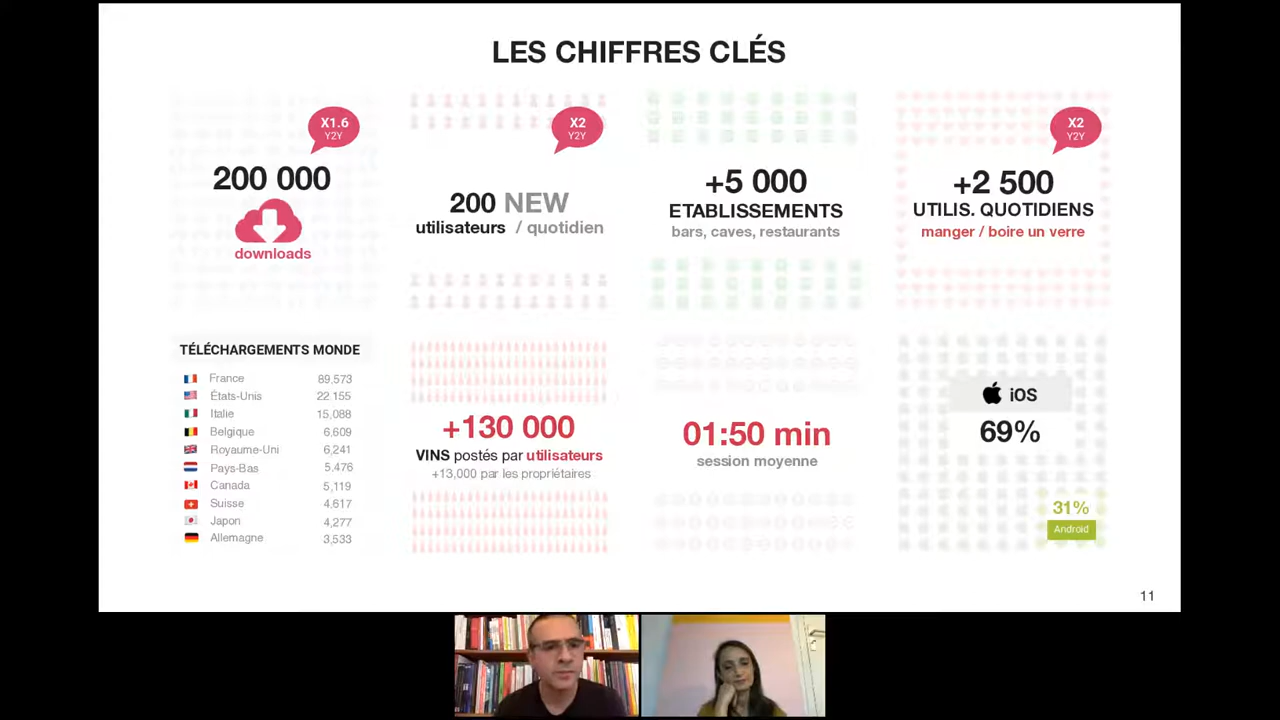 LES CHIFFRES CLÉS
X1.6
Y2Y
200 000
downloads
X2
Y2Y
200 NEW
utilisateurs / quotidien
+5 000
ETABLISSEMENTS
bars, caves, restaurants
X2
Y2Y
+2 500
UTILIS. QUOTIDIENS
manger / boire un verre
TÉLÉCHARGEMENTS MONDE
France 89,573
États-Unis 22.155
Italie 15,088
Belgique 6,609
Royaume-Uni 6,241
Pays-Bas 5,476
Canada 5,119
Suisse 4,617
Japon 4,277
Allemagne 3,533
+130 000
VINS postés par utilisateurs
+13,000 par les propriétaires
01:50 min
session moyenne
iOS
69%
31%
Android
11